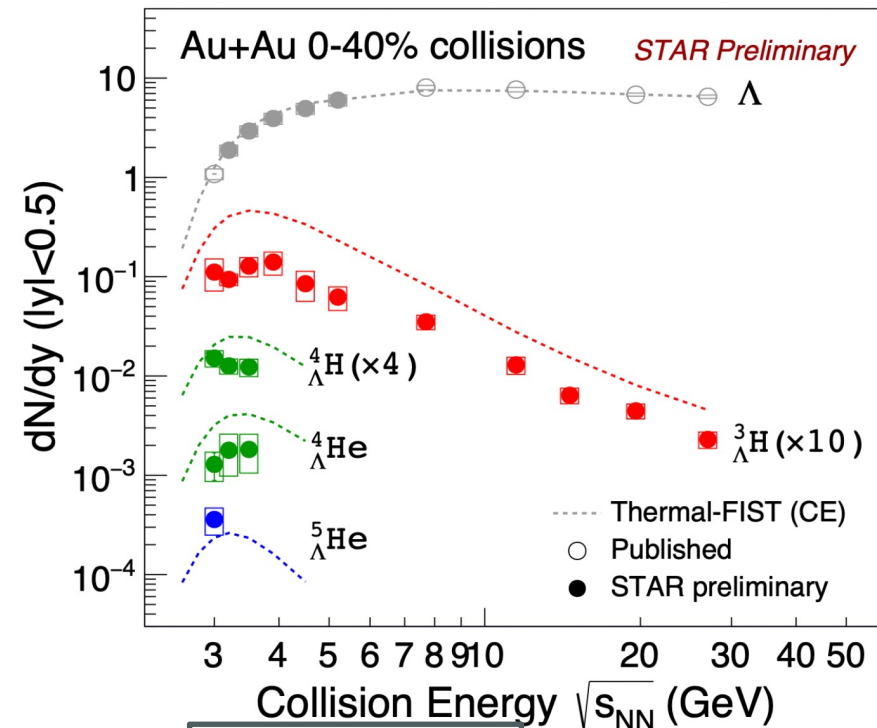 Au+Au 0-40% collisions STAR Preliminary
10
Λ
1
10⁻¹
⁴ΛH(×4)
10⁻²
⁴ΛHe
³ΛH(×10)
10⁻³
Thermal-FIST (CE)
⁵ΛHe
Published
10⁻⁴
STAR preliminary
dN/dy (|y|<0.5)
3 4 5 6 7 8 9 10 20 30 40 50
Collision Energy √sNN (GeV)